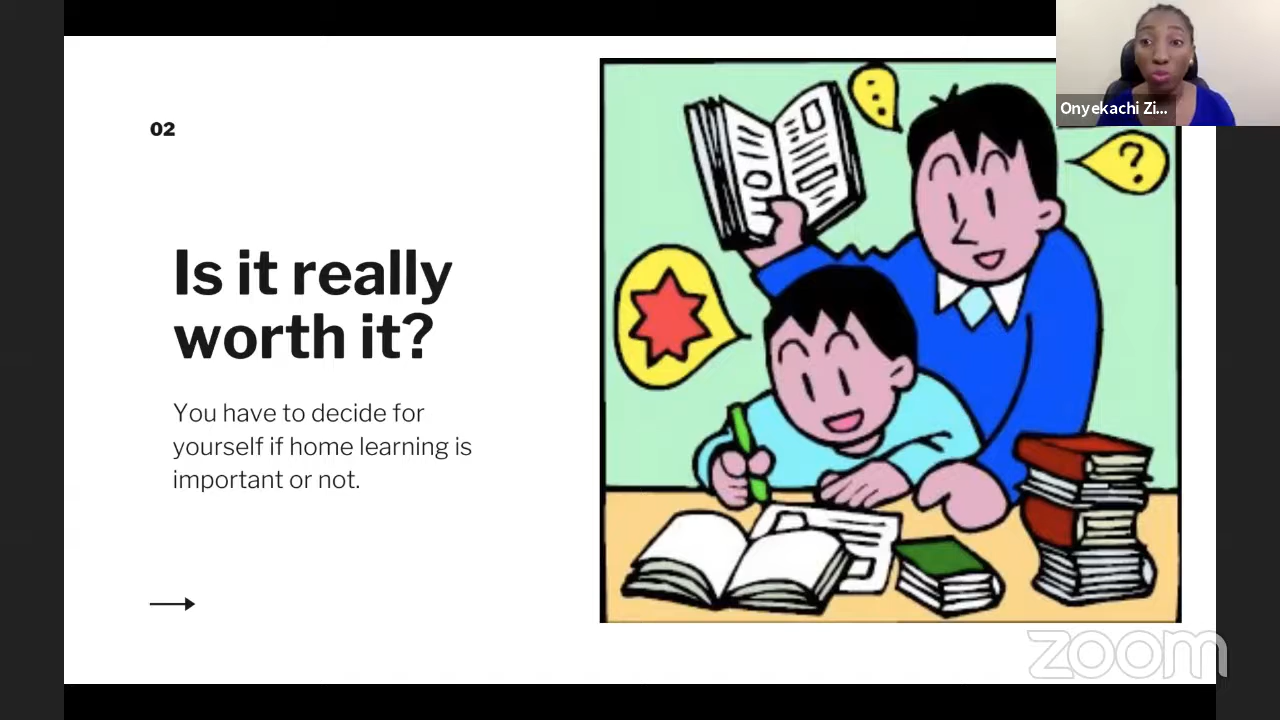 02
Is it really
worth it?
You have to decide for
yourself if home learning is
important or not.
?
Onyekachi Zi...
zoom